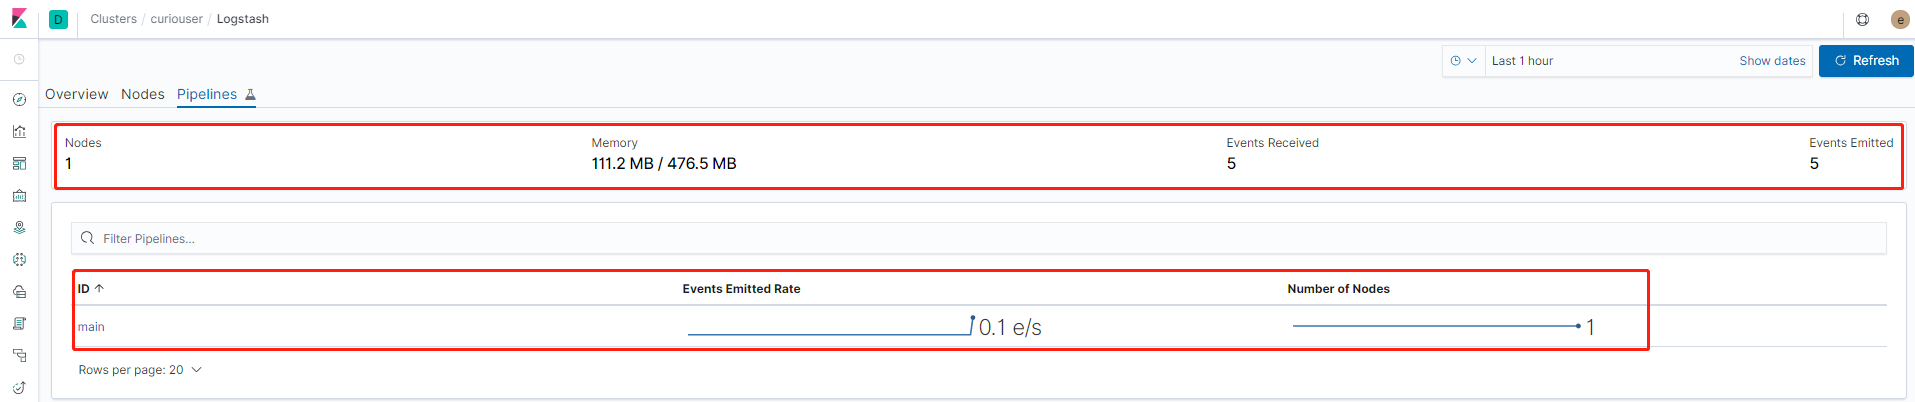 D Clusters / curiouser / Logstash e
Last 1 hour Show dates Refresh
Overview Nodes Pipelines
Nodes Memory Events Received Events Emitted
1 111.2 MB / 476.5 MB 5 5
Filter Pipelines...
ID Events Emitted Rate Number of Nodes
main 0.1 e/s 1
Rows per page: 20